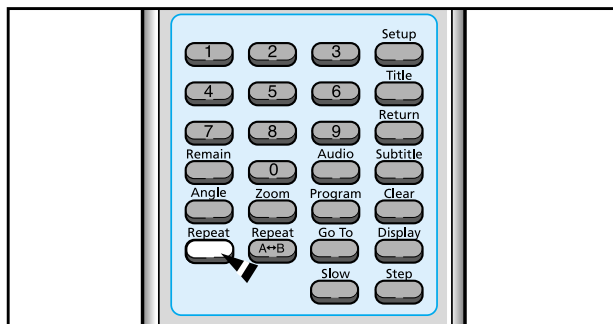 Setup
1 2 3
Title
4 5 6
Return
7 8 9
Remain Audio Subtitle
0
Angle Zoom Program Clear
Repeat Repeat Go To Display
A↔B
Slow Step